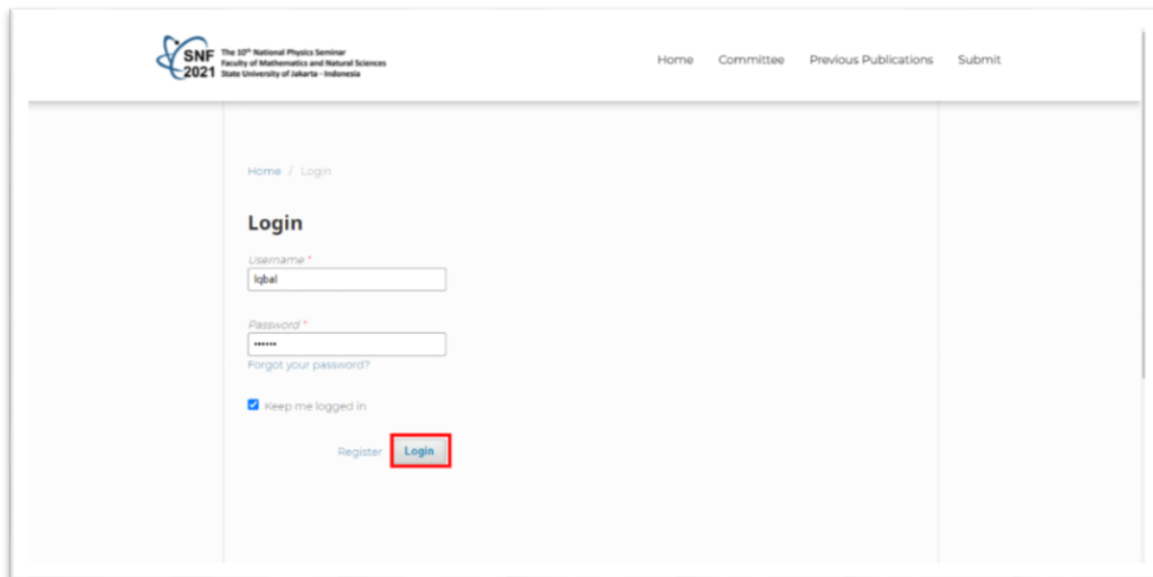 SNF
2021
The 10th National Physics Seminar
Faculty of Mathematics and Natural Sciences
State University of Jakarta - Indonesia
Home Committee Previous Publications Submit
Home / Login
Login
Username *
Iqbal
Password *
••••••
Forgot your password?
Keep me logged in
Register Login